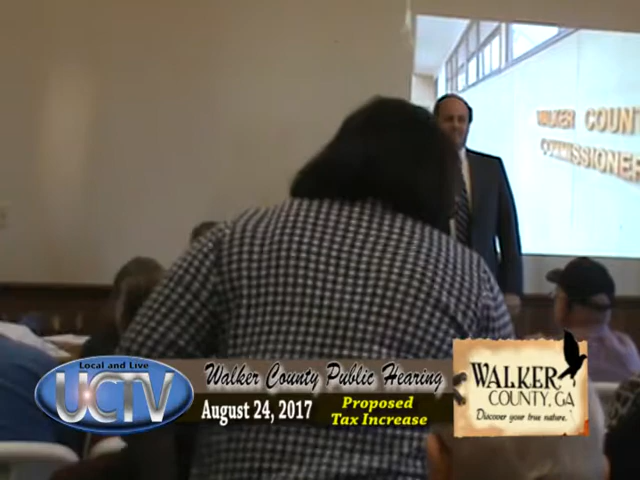 WALKER COUNT
COMMISSIONER
Local and Live
UCTV
Walker County Public Hearing
August 24, 2017
Proposed
Tax Increase
WALKER
COUNTY, GA
Discover your true nature.